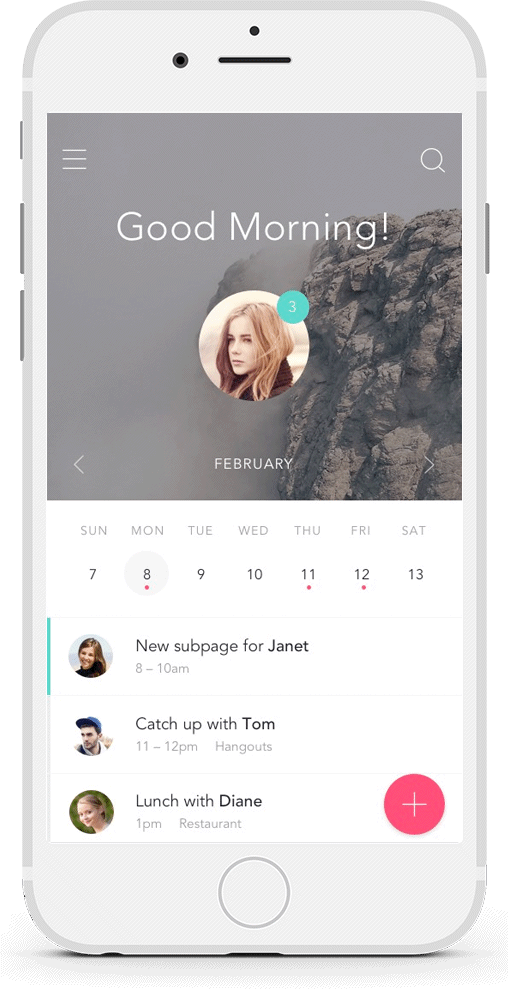 Good Morning!
3
FEBRUARY
SUN MON TUE WED THU FRI SAT
7 8 9 10 11 12 13
New subpage for Janet
8 – 10am
Catch up with Tom
11 – 12pm Hangouts
Lunch with Diane
1pm Restaurant